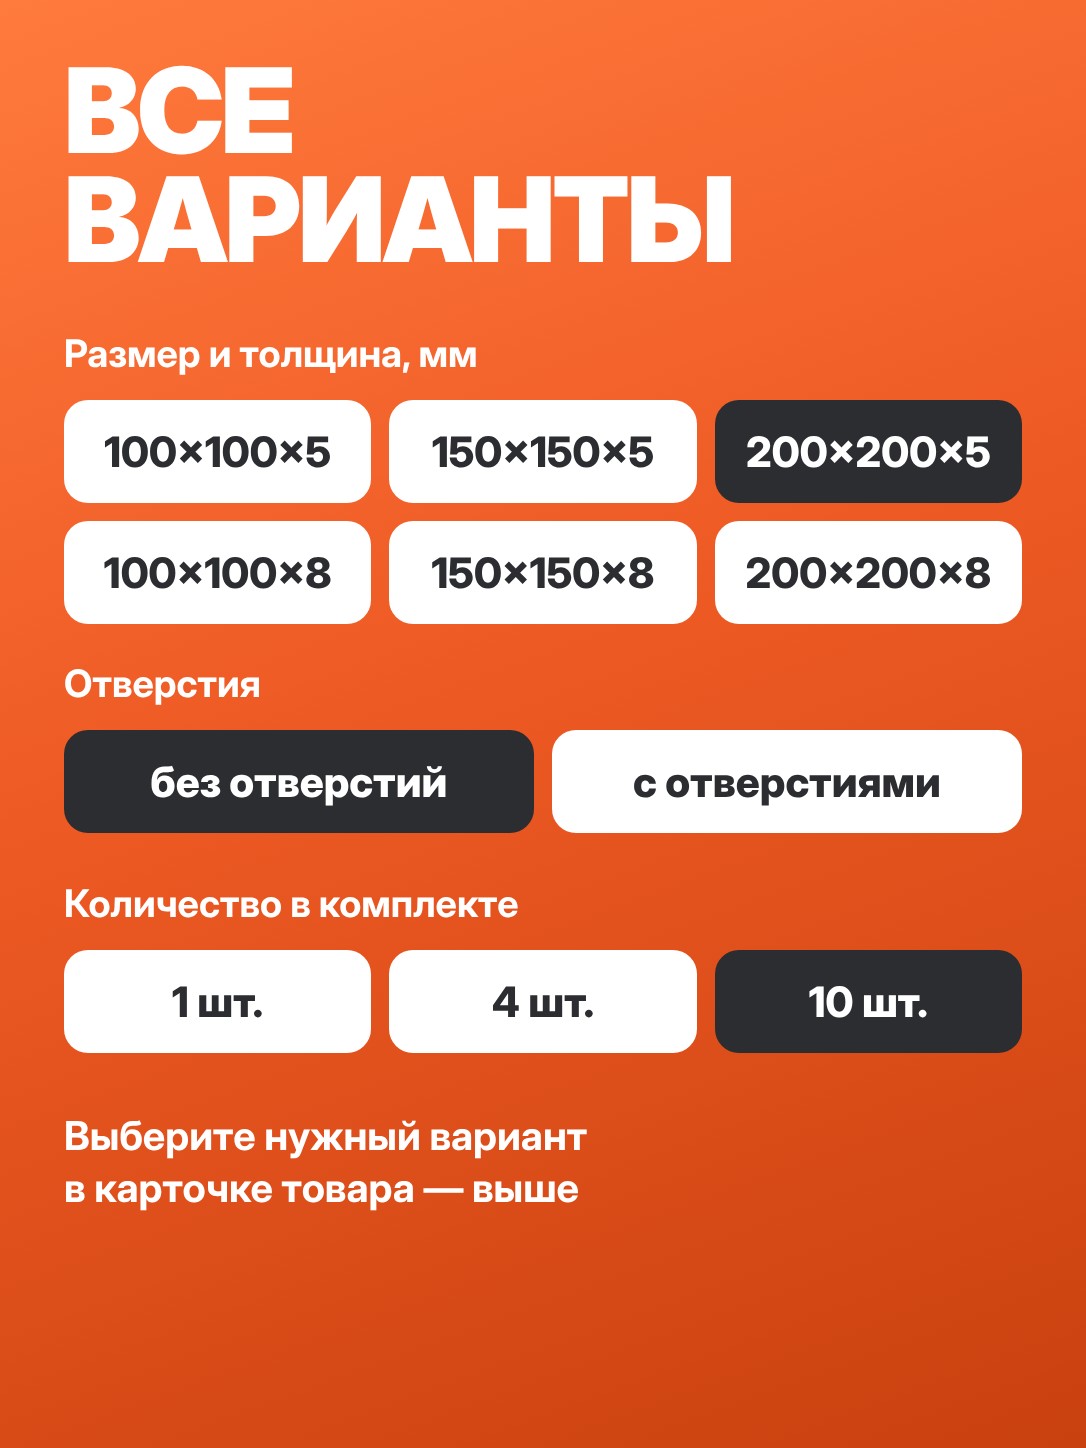 ВСЕ
ВАРИАНТЫ
Размер и толщина, мм
100×100×5 150×150×5 200×200×5
100×100×8 150×150×8 200×200×8
Отверстия
без отверстий с отверстиями
Количество в комплекте
1 шт. 4 шт. 10 шт.
Выберите нужный вариант
в карточке товара — выше